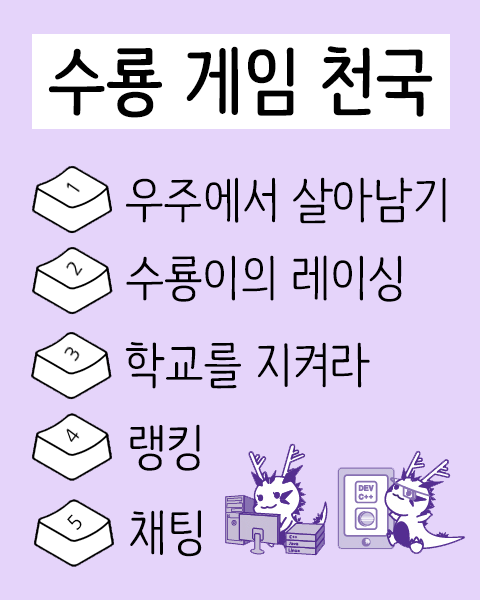 수룡 게임 천국
1 우주에서 살아남기
2 수룡이의 레이싱
3 학교를 지켜라
4 랭킹
5 채팅
DEV
C++
C++
Java
Linux